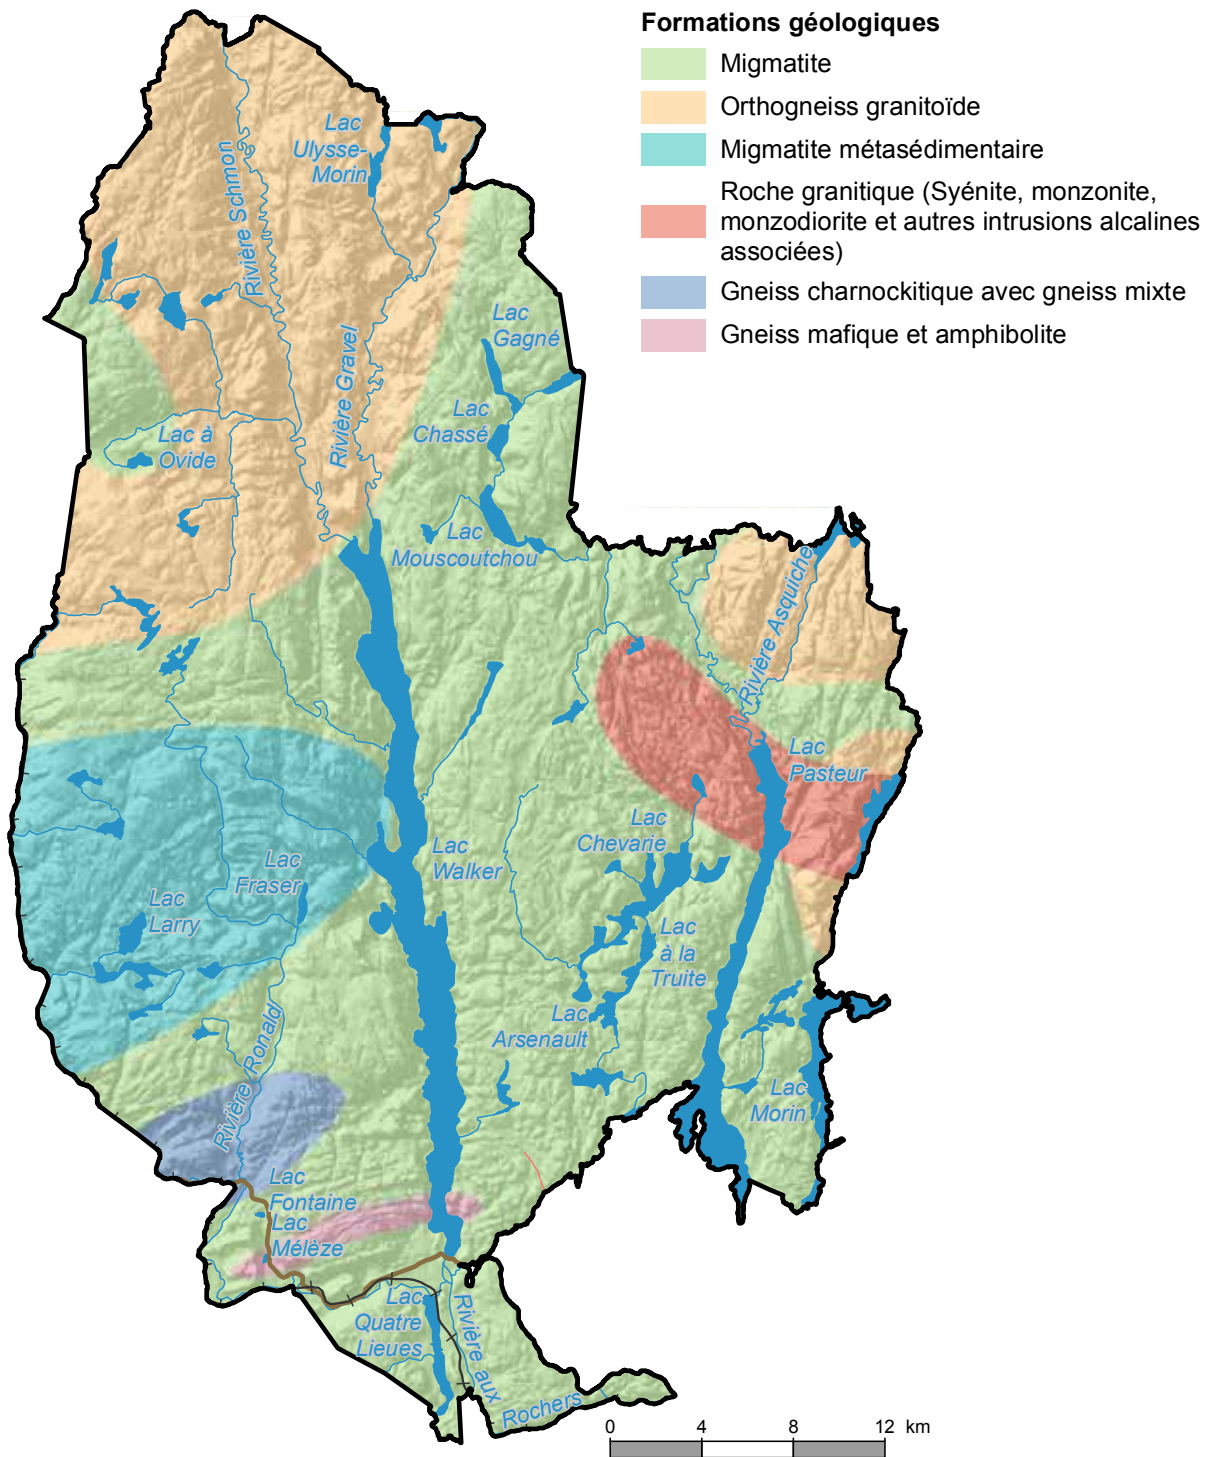 Formations géologiques
Migmatite
Orthogneiss granitoïde
Migmatite métasédimentaire
Roche granitique (Syénite, monzonite,
monzodiorite et autres intrusions alcalines
associées)
Gneiss charnockitique avec gneiss mixte
Gneiss mafique et amphibolite
Lac
Ulysse-
Morin
Rivière Schmon
Lac
Gagné
Rivière Gravel
Lac
Chassé
Lac à
Ovide
Lac
Mouscoutchou
Rivière Asquiche
Lac
Pasteur
Lac
Chevarie
Lac
Walker
Lac
Fraser
Lac
Larry
Lac
à la
Truite
Lac
Arsenault
Rivière Ronald
Lac
Morin
Lac
Fontaine
Lac
Mélèze
Lac
Quatre
Lieues
Rivière aux
Rochers
0 4 8 12 km